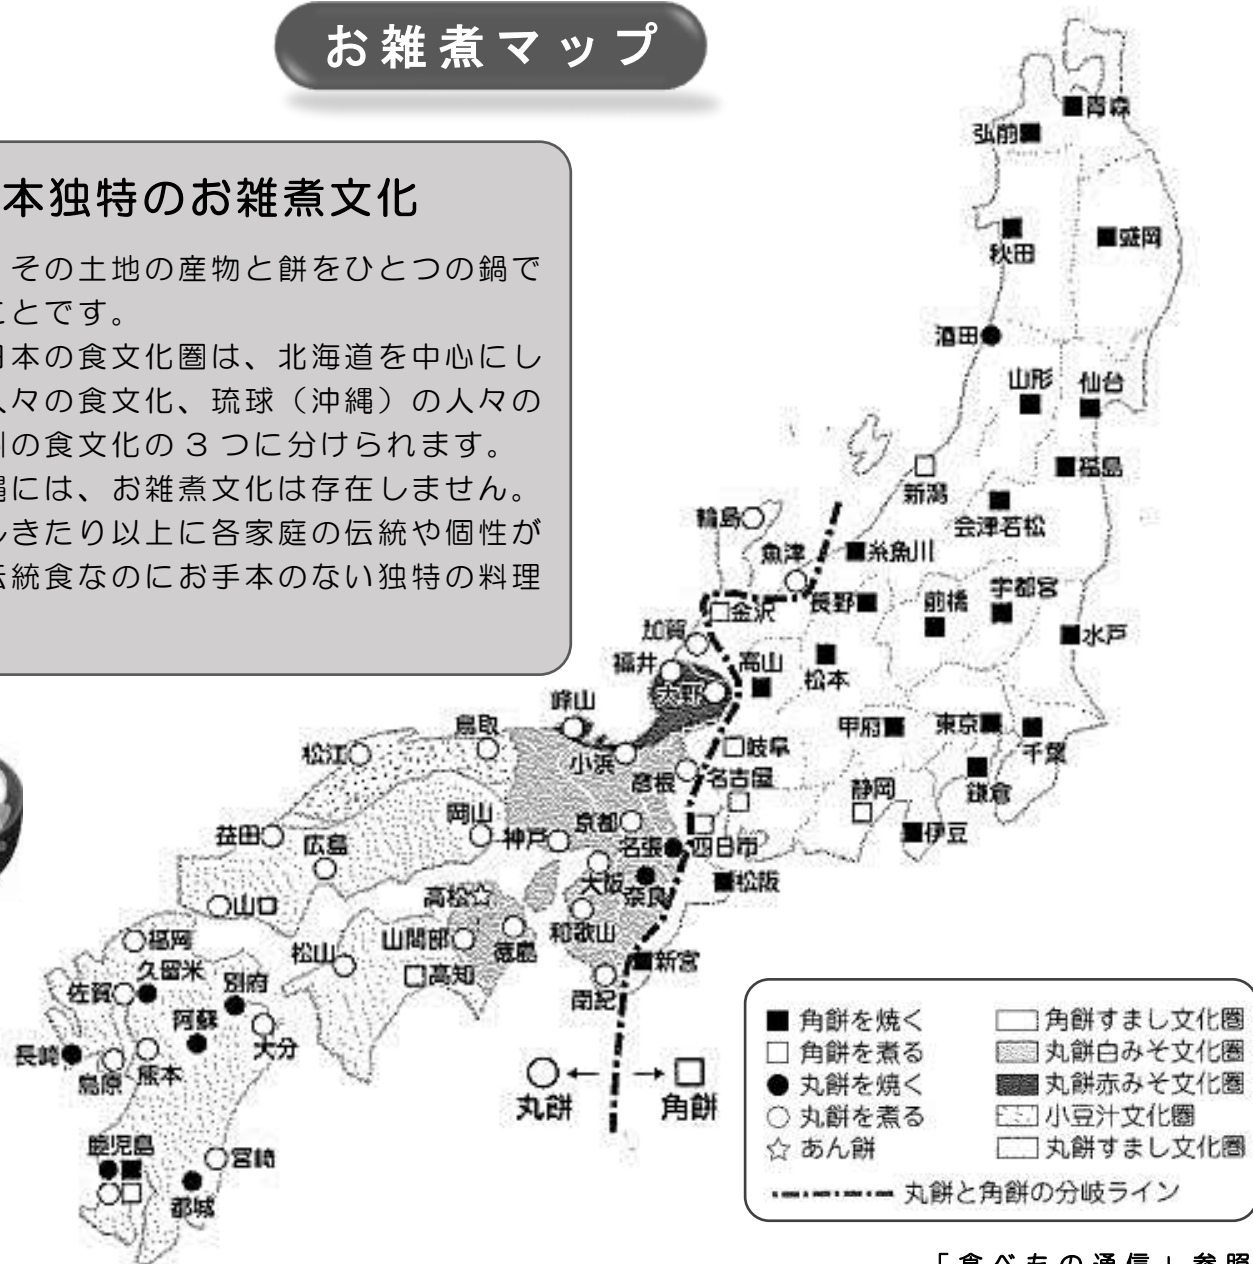 お雑煮マップ
本独特のお雑煮文化
その土地の産物と餅をひとつの鍋で
ことです。
日本の食文化圏は、北海道を中心にし
人々の食文化、琉球（沖縄）の人々の
別の食文化の3つに分けられます。
縄には、お雑煮文化は存在しません。
しきたり以上に各家庭の伝統や個性が
伝統食なのにお手本のない独特の料理
青森
弘前
秋田
盛岡
酒田
山形
仙台
新潟
福島
会津若松
輪島
魚津
糸魚川
金沢
長野
前橋
宇都宮
水戸
加賀
福井
大野
高山
松本
峰山
鳥取
松江
小浜
岐阜
甲府
東京
千葉
彦根
名古屋
静岡
鎌倉
益田
広島
岡山
神戸
京都
名張
四日市
伊豆
大阪
奈良
松阪
山口
高松
和歌山
福岡
松山
山間部
徳島
新宮
久留米
佐賀
別府
高知
南紀
阿蘇
長崎
島原
熊本
大分
鹿児島
宮崎
都城
丸餅
角餅
角餅を焼く
角餅を煮る
丸餅を焼く
丸餅を煮る
あん餅
角餅すまし文化圏
丸餅白みそ文化圏
丸餅赤みそ文化圏
小豆汁文化圏
丸餅すまし文化圏
丸餅と角餅の分岐ライン
「食べもの通信」参照